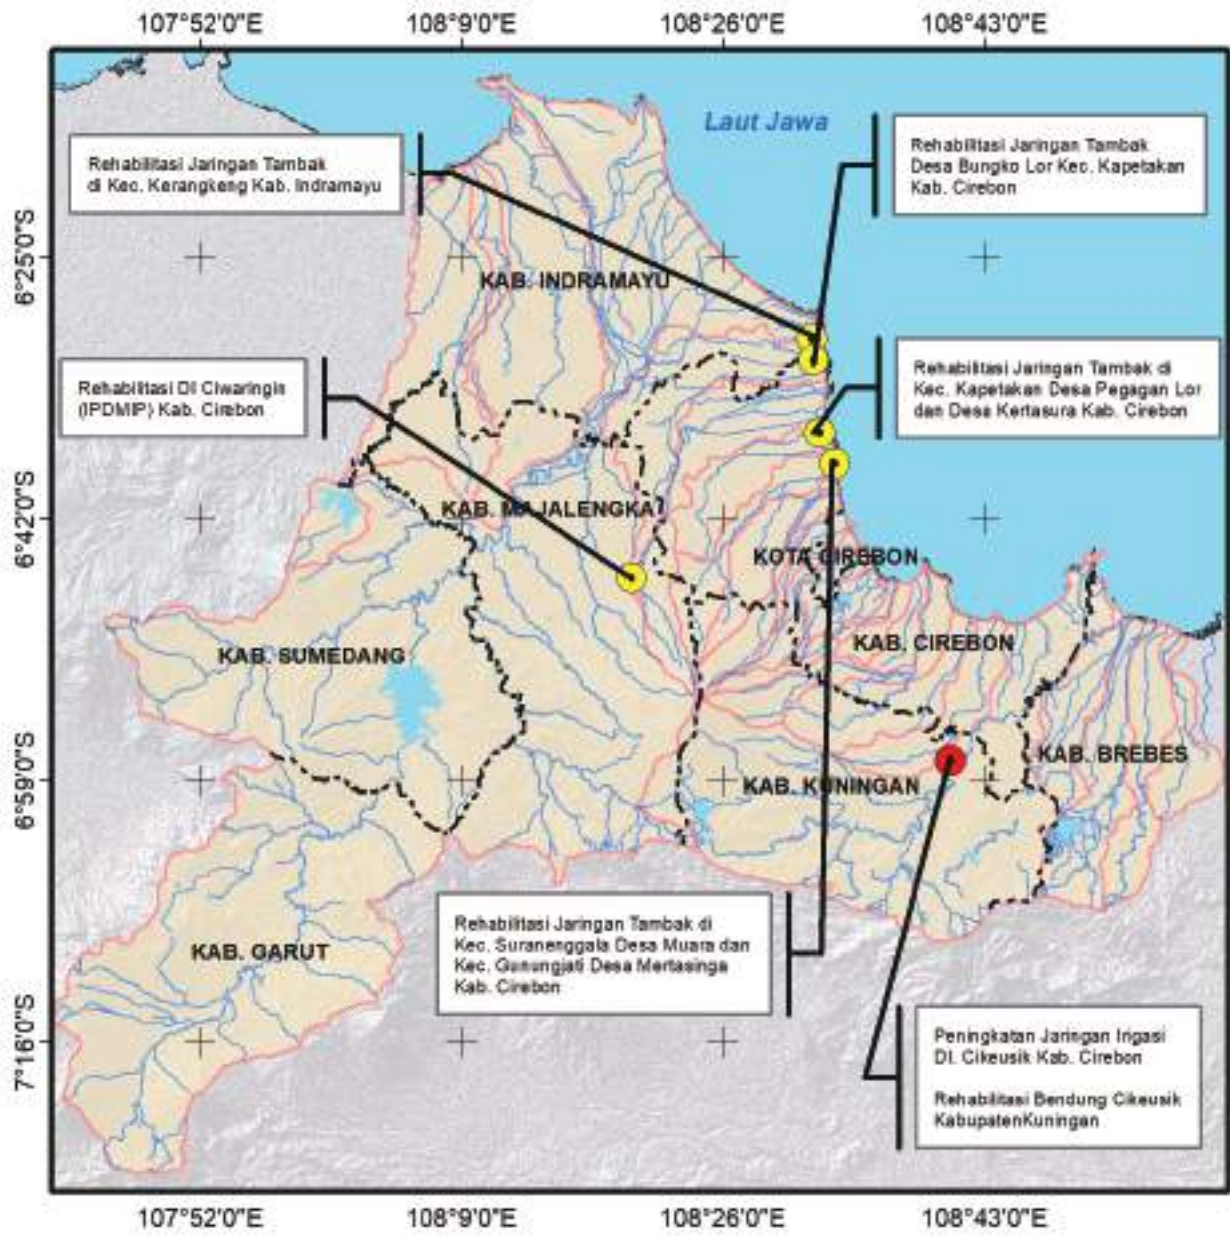 107°52'0"E 108°9'0"E 108°26'0"E 108°43'0"E
Laut Jawa
Rehabilitasi Jaringan Tambak
di Kec. Kerangkeng Kab. Indramayu
Rehabilitasi Jaringan Tambak
Desa Bungko Lor Kec. Kapetakan
Kab. Cirebon
6°25'0"S
KAB. INDRAMAYU
Rehabilitasi DI Ciwaringin
(IPDMIP) Kab. Cirebon
Rehabilitasi Jaringan Tambak di
Kec. Kapetakan Desa Pegagan Lor
dan Desa Kertasura Kab. Cirebon
6°42'0"S
KAB. MAJALENGKA
KOTA CIREBON
KAB. SUMEDANG
KAB. CIREBON
6°59'0"S
KAB. KUNINGAN
KAB. BREBES
KAB. GARUT
Rehabilitasi Jaringan Tambak di
Kec. Suranenggala Desa Muara dan
Kec. Gunungjati Desa Mertasinga
Kab. Cirebon
7°16'0"S
Peningkatan Jaringan Irigasi
DI. Cikeusik Kab. Cirebon
Rehabilitasi Bendung Cikeusik
KabupatenKuningan
107°52'0"E 108°9'0"E 108°26'0"E 108°43'0"E